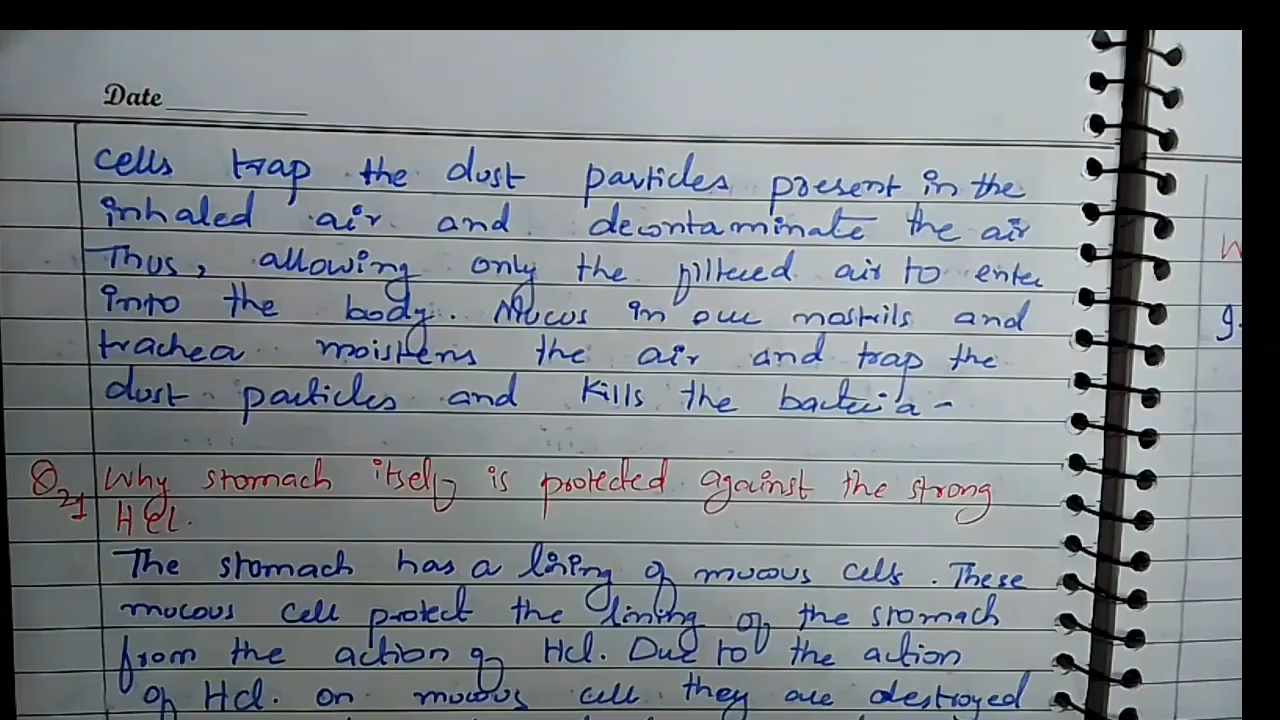 Date
cells trap the dust particles present in the
inhaled air and decontaminate the air
Thus, allowing only the filtered air to enter
into the body. Mucus in our nostrils and
trachea moistens the air and trap the
dust particles and kills the bacteria -
Q21 Why stomach itself is protected against the strong
HCl.
The stomach has a lining of mucous cells. These
mucous cell protect the lining of the stomach
from the action of Hcl. Due to the action
of Hcl. on mucous cell they are destroyed